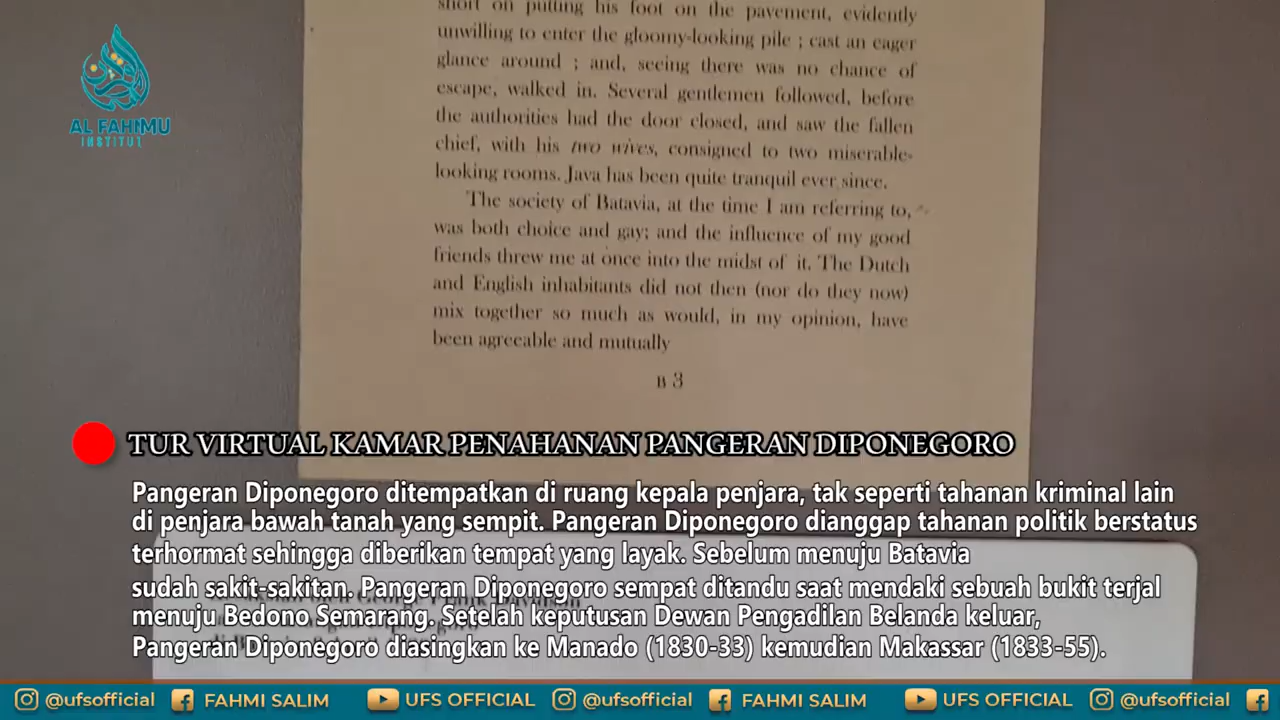 short on putting his foot on the pavement, evidently
unwilling to enter the gloomy-looking pile ; cast an eager
glance around ; and, seeing there was no chance of
escape, walked in. Several gentlemen followed, before
the authorities had the door closed, and saw the fallen
chief, with his two wives, consigned to two miserable-
looking rooms. Java has been quite tranquil ever since.
The society of Batavia, at the time I am referring to,
was both choice and gay; and the influence of my good
friends threw me at once into the midst of it. The Dutch
and English inhabitants did not then (nor do they now)
mix together so much as would, in my opinion, have
been agreeable and mutually
B 3
AL FAHMU
INSTITUT
TUR VIRTUAL KAMAR PENAHANAN PANGERAN DIPONEGORO
Pangeran Diponegoro ditempatkan di ruang kepala penjara, tak seperti tahanan kriminal lain
di penjara bawah tanah yang sempit. Pangeran Diponegoro dianggap tahanan politik berstatus
terhormat sehingga diberikan tempat yang layak. Sebelum menuju Batavia
sudah sakit-sakitan. Pangeran Diponegoro sempat ditandu saat mendaki sebuah bukit terjal
menuju Bedono Semarang. Setelah keputusan Dewan Pengadilan Belanda keluar,
Pangeran Diponegoro diasingkan ke Manado (1830-33) kemudian Makassar (1833-55).
@ufsofficial FAHMI SALIM UFS OFFICIAL @ufsofficial FAHMI SALIM UFS OFFICIAL @ufsofficial